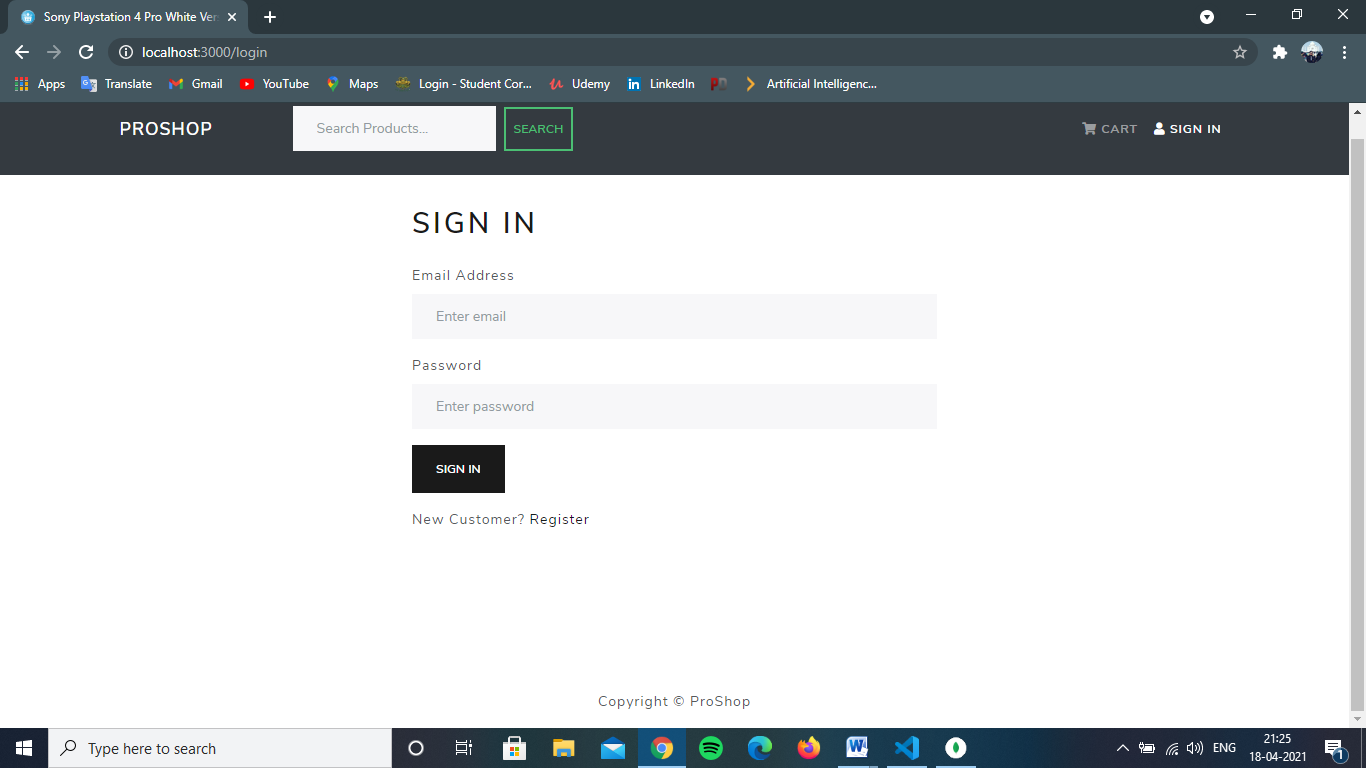 Sony Playstation 4 Pro White Ver
localhost:3000/login
Apps Translate Gmail YouTube Maps Login - Student Cor... Udemy LinkedIn Artificial Intelligenc...
PROSHOP Search Products... SEARCH CART SIGN IN
SIGN IN
Email Address
Enter email
Password
Enter password
SIGN IN
New Customer? Register
Copyright © ProShop
Type here to search
ENG
21:25
18-04-2021
1